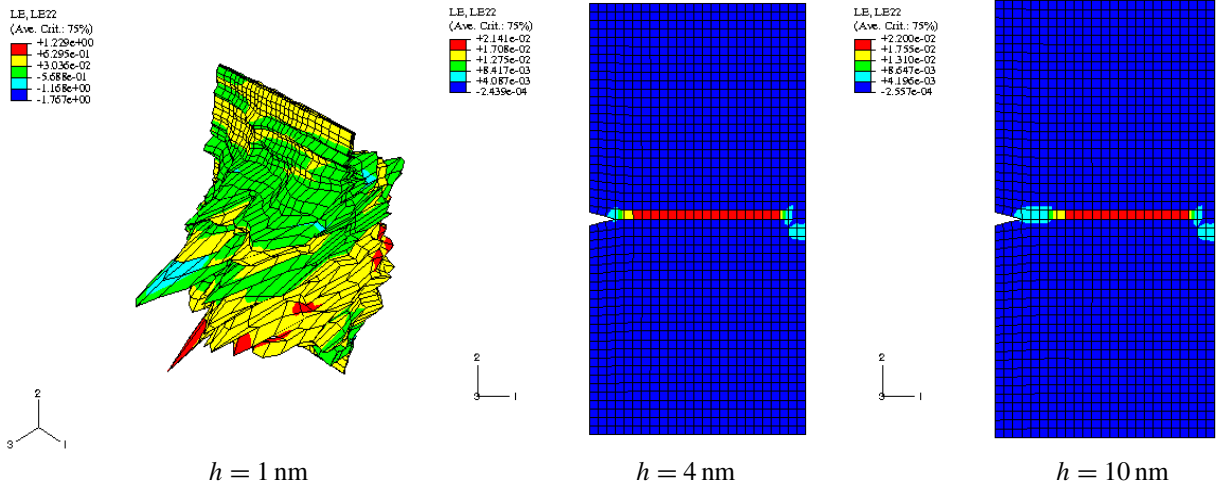 LE, LE22
(Ave. Crit.: 75%)
+1.229e+00
+6.295e-01
+3.036e-02
-5.688e-01
-1.168e+00
-1.767e+00
2
3
1
h = 1 nm
LE, LE22
(Ave. Crit.: 75%)
+2.141e-02
+1.708e-02
+1.275e-02
+8.417e-03
+4.087e-03
-2.439e-04
2
3
1
h = 4 nm
LE, LE22
(Ave. Crit.: 75%)
+2.200e-02
+1.755e-02
+1.310e-02
+8.647e-03
+4.196e-03
-2.557e-04
2
3
1
h = 10 nm